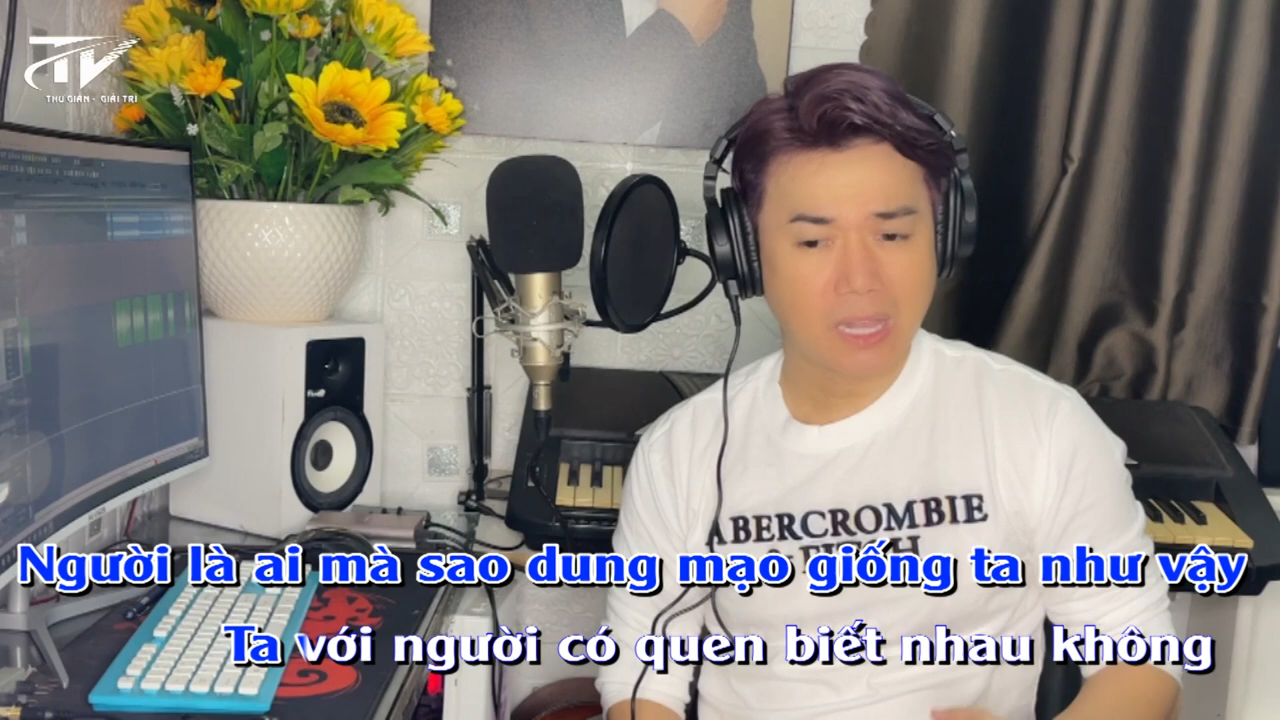 TV
THƯ GIÃN - GIẢI TRÍ
ABERCROMBIE
Người là ai mà sao dung mạo giống ta như vậy
Ta với người có quen biết nhau không